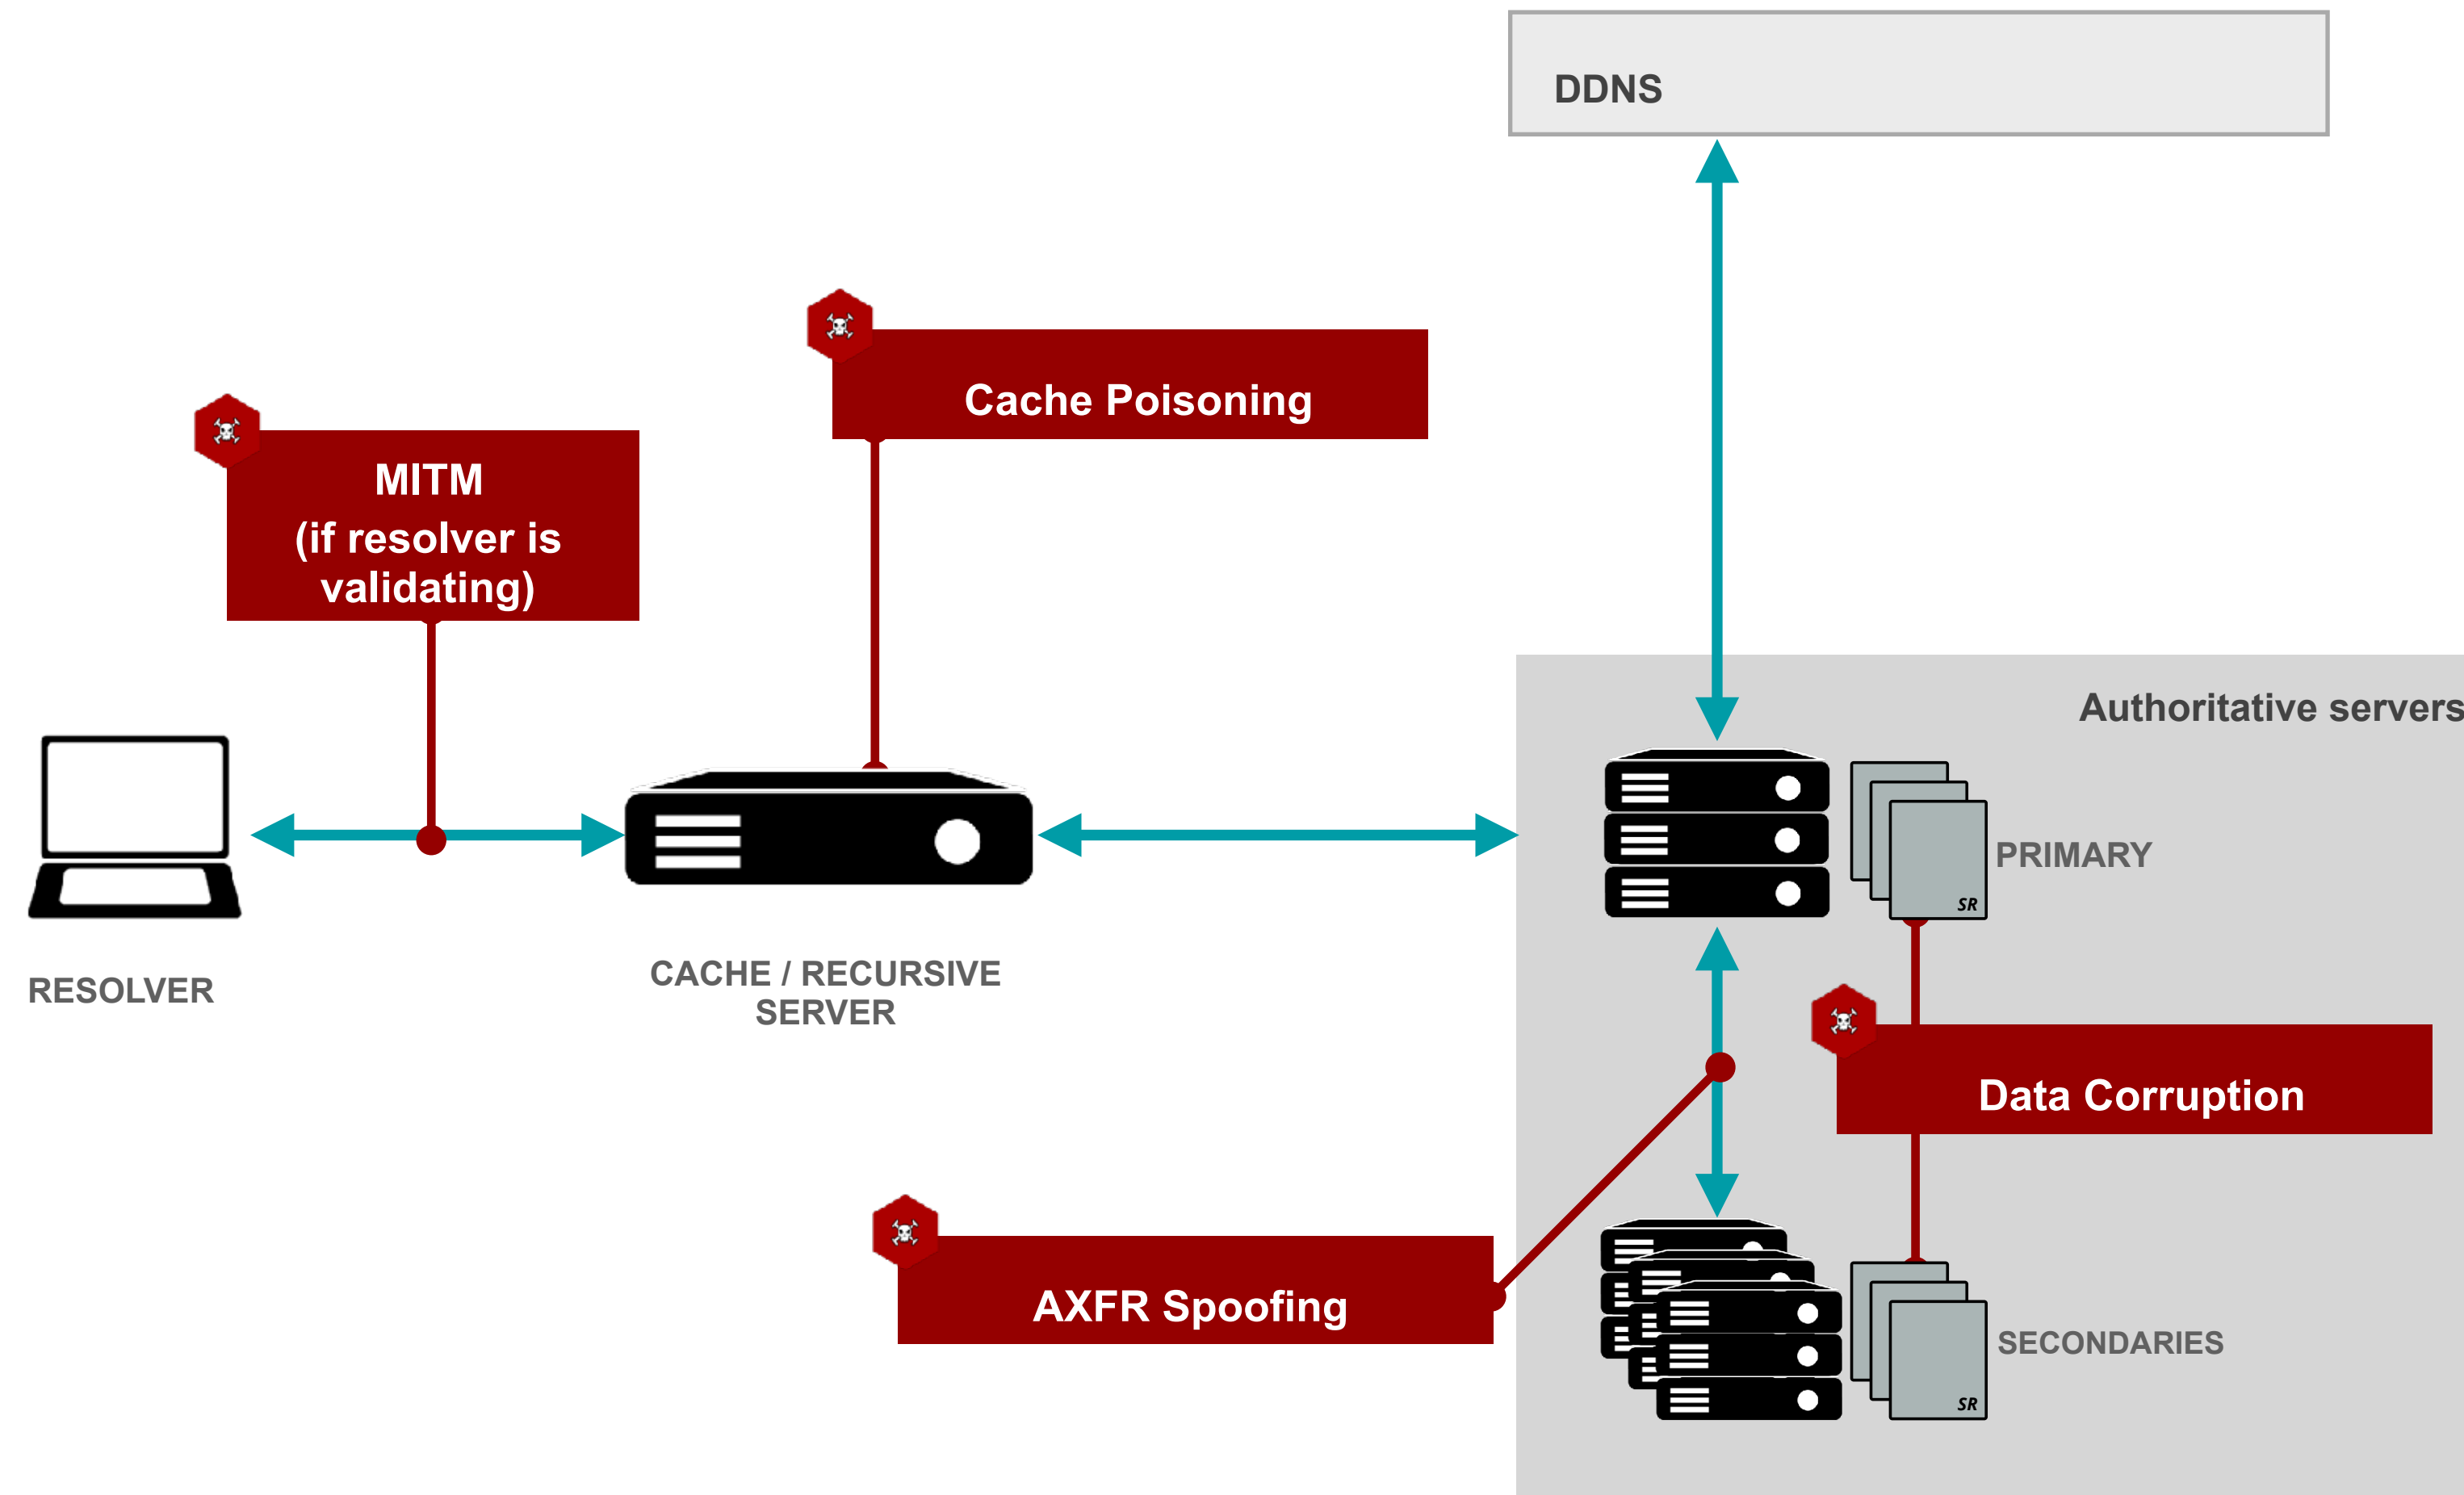 DDNS
Cache Poisoning
MITM
(if resolver is
validating)
Authoritative servers
PRIMARY
SR
RESOLVER
CACHE / RECURSIVE
SERVER
Data Corruption
AXFR Spoofing
SECONDARIES
SR